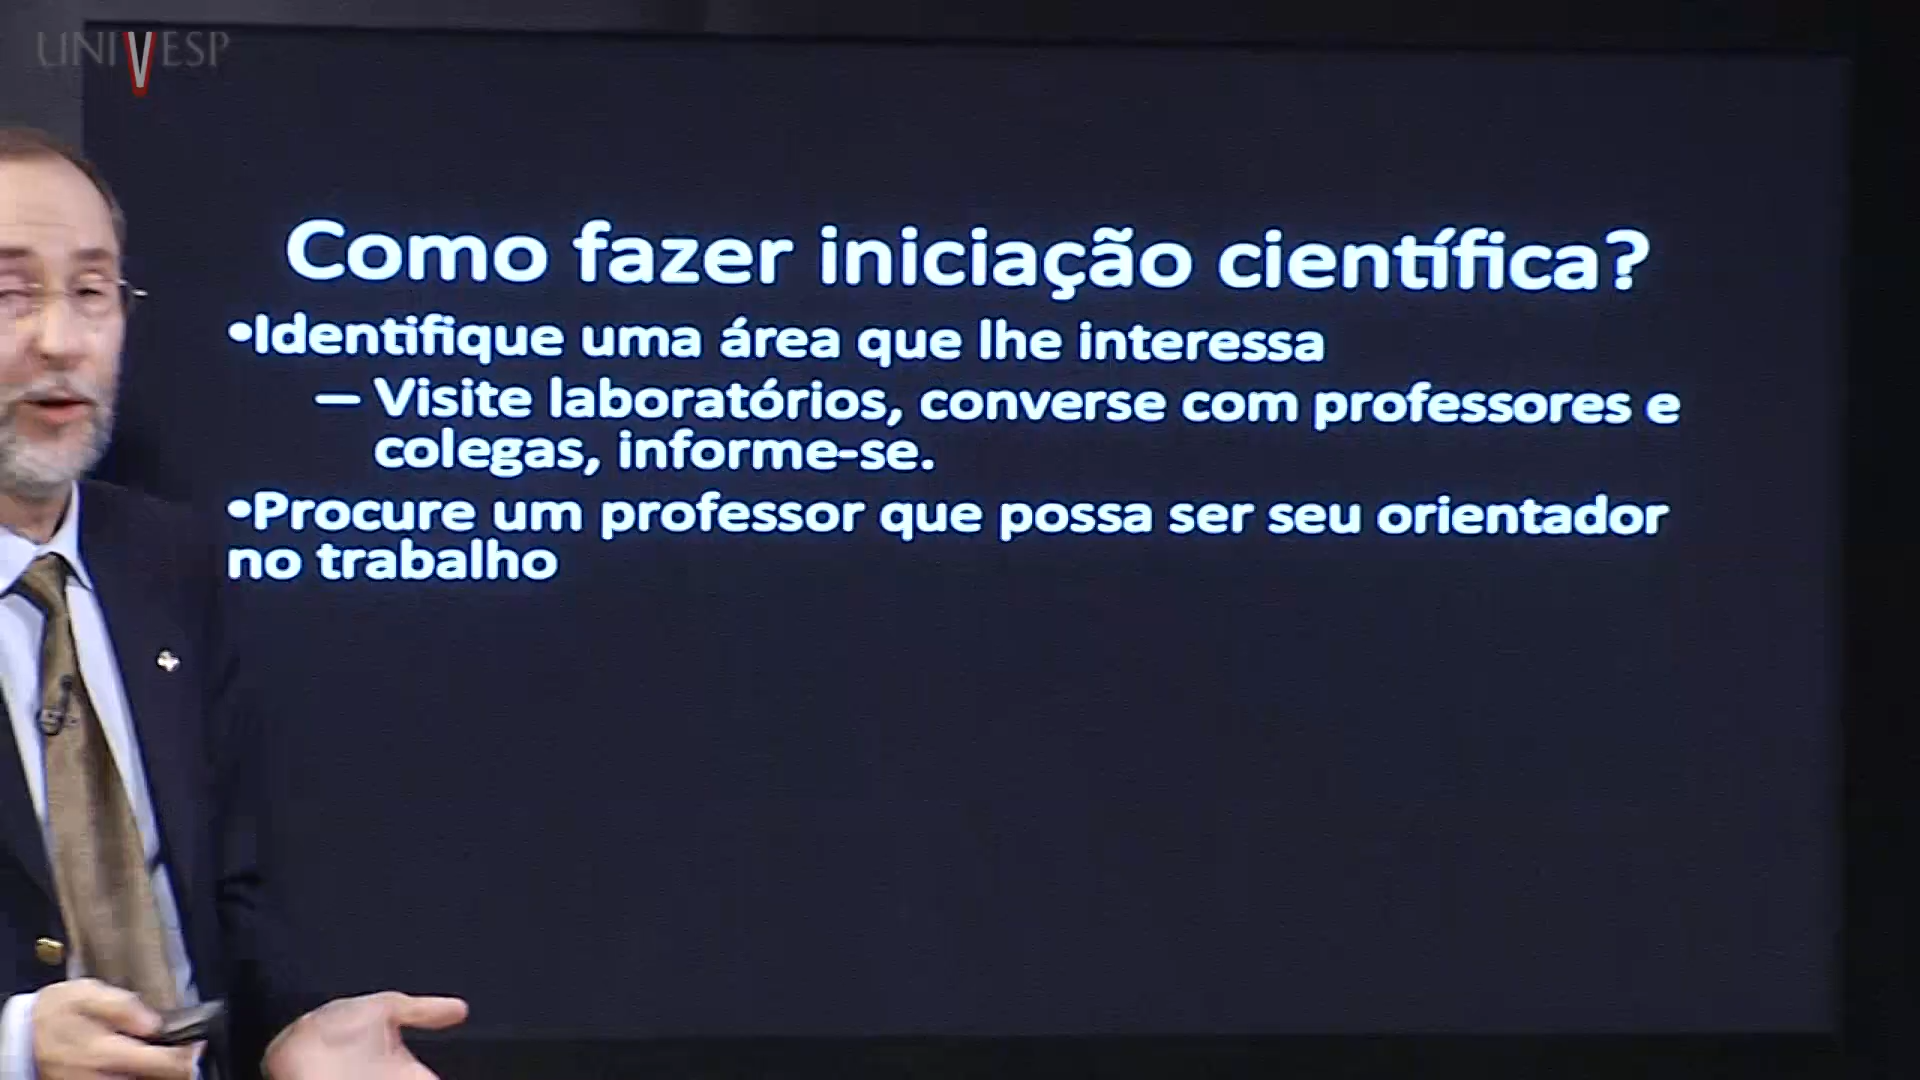 UNIVESP
Como fazer iniciação científica?
•Identifique uma área que lhe interessa
— Visite laboratórios, converse com professores e
colegas, informe-se.
•Procure um professor que possa ser seu orientador
no trabalho